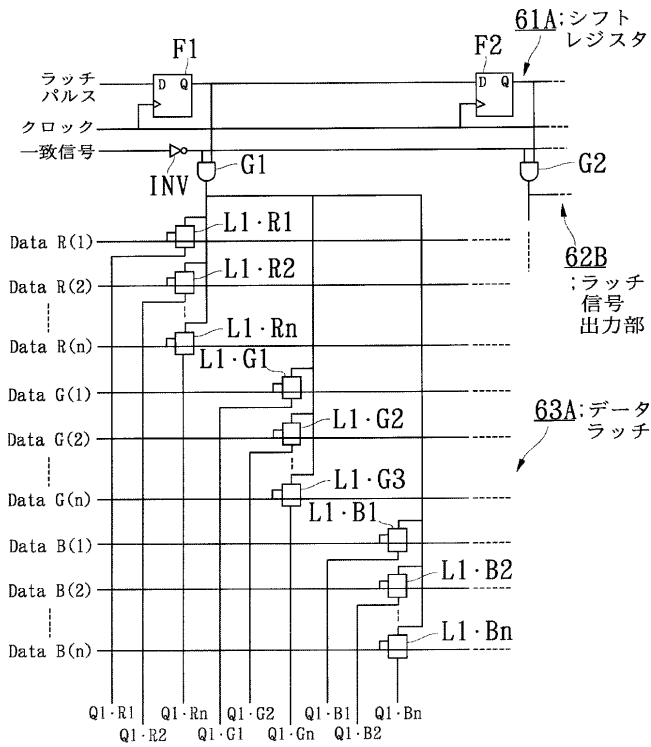 61A;シフト
レジスタ
F1
F2
ラッチ
パルス
D Q
D Q
クロック
一致信号
INV
G1
G2
62B
;ラッチ
信号
出力部
Data R(1)
L1·R1
Data R(2)
L1·R2
Data R(n)
L1·Rn
L1·G1
Data G(1)
63A;データ
ラッチ
Data G(2)
L1·G2
Data G(n)
L1·G3
L1·B1
Data B(1)
Data B(2)
L1·B2
Data B(n)
L1·Bn
Q1·R1 Q1·Rn Q1·G2 Q1·B1 Q1·Bn
Q1·R2 Q1·G1 Q1·Gn Q1·B2